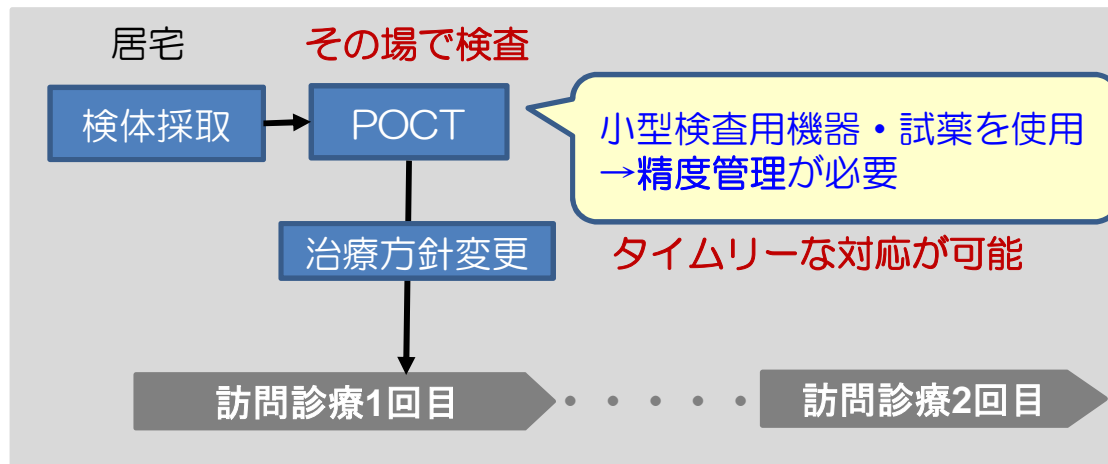 居宅
その場で検査
検体採取
POCT
小型検査用機器・試薬を使用
→精度管理が必要
治療方針変更
タイムリーな対応が可能
訪問診療1回目
・・・・・
訪問診療2回目